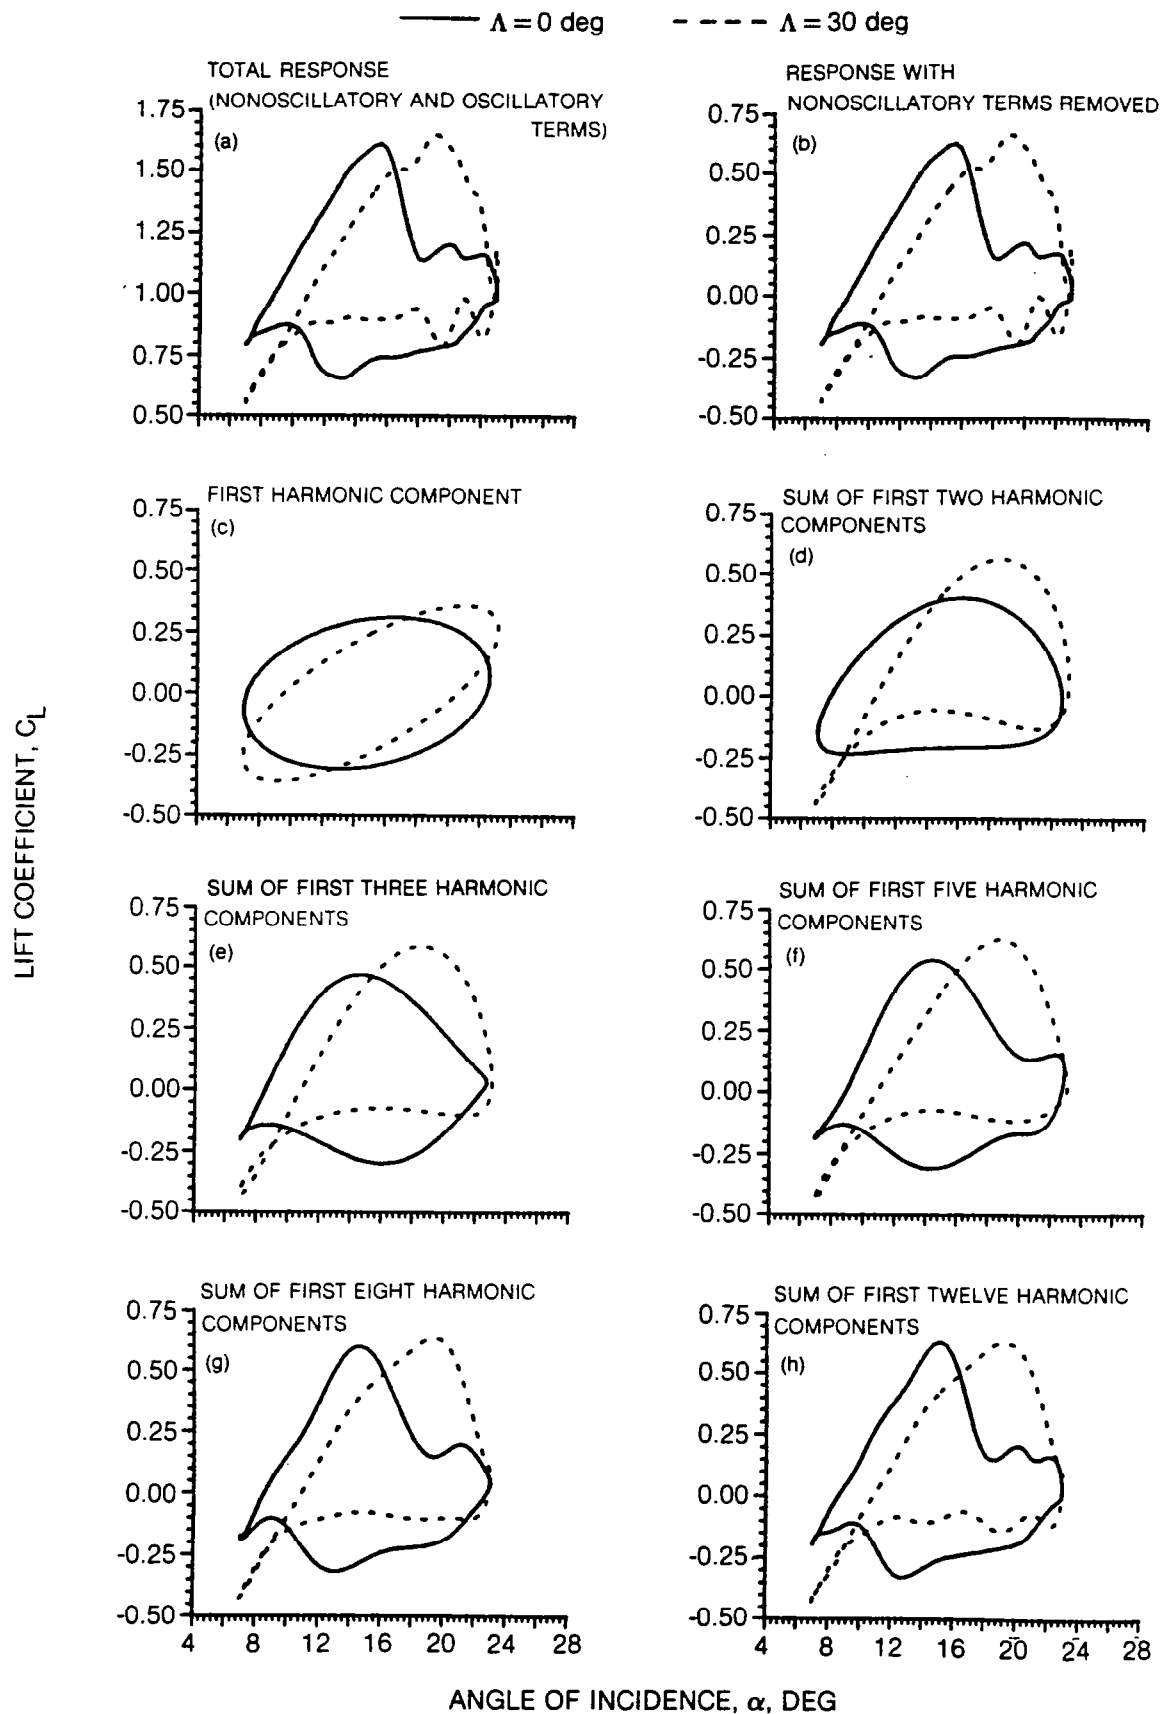 Λ = 0 deg
Λ = 30 deg
TOTAL RESPONSE
(NONOSCILLATORY AND OSCILLATORY
TERMS)
(a)
1.75
1.50
1.25
1.00
0.75
0.50
RESPONSE WITH
NONOSCILLATORY TERMS REMOVED
(b)
0.75
0.50
0.25
0.00
-0.25
-0.50
FIRST HARMONIC COMPONENT
(c)
0.75
0.50
0.25
0.00
-0.25
-0.50
SUM OF FIRST TWO HARMONIC
COMPONENTS
(d)
0.75
0.50
0.25
0.00
-0.25
-0.50
LIFT COEFFICIENT, CL
SUM OF FIRST THREE HARMONIC
COMPONENTS
(e)
0.75
0.50
0.25
0.00
-0.25
-0.50
SUM OF FIRST FIVE HARMONIC
COMPONENTS
(f)
0.75
0.50
0.25
0.00
-0.25
-0.50
SUM OF FIRST EIGHT HARMONIC
COMPONENTS
(g)
0.75
0.50
0.25
0.00
-0.25
-0.50
4 8 12 16 20 24 28
SUM OF FIRST TWELVE HARMONIC
COMPONENTS
(h)
0.75
0.50
0.25
0.00
-0.25
-0.50
4 8 12 16 20 24 28
ANGLE OF INCIDENCE, α, DEG